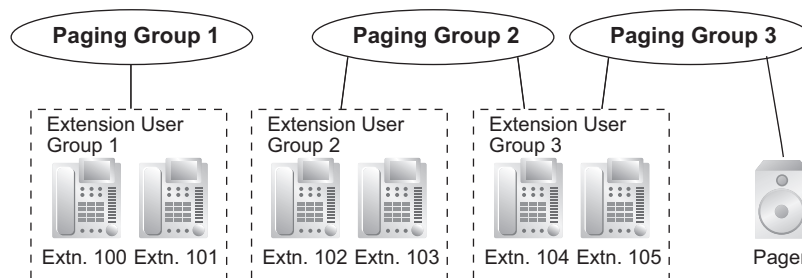 Paging Group 1
Paging Group 2
Paging Group 3
Extension User
Group 1
Extension User
Group 2
Extension User
Group 3
Extn. 100 Extn. 101
Extn. 102 Extn. 103
Extn. 104 Extn. 105
Pager